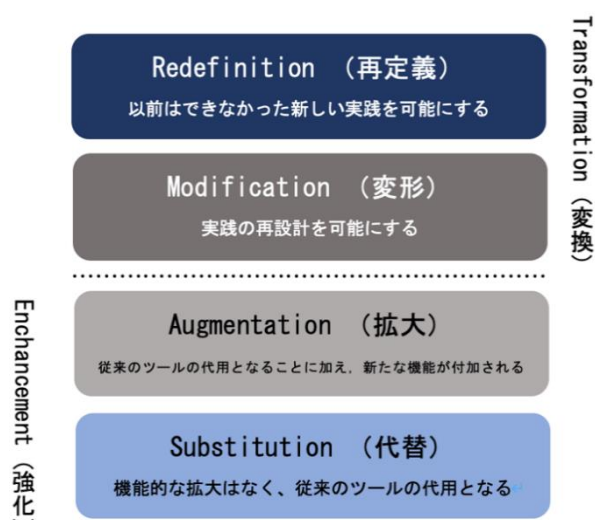 Redefinition （再定義）
以前はできなかった新しい実践を可能にする
Modification （変形）
実践の再設計を可能にする
Transformation （変換）
Augmentation （拡大）
従来のツールの代用となることに加え，新たな機能が付加される
Substitution （代替）
機能的な拡大はなく、従来のツールの代用となる↵
Enchancement （強化